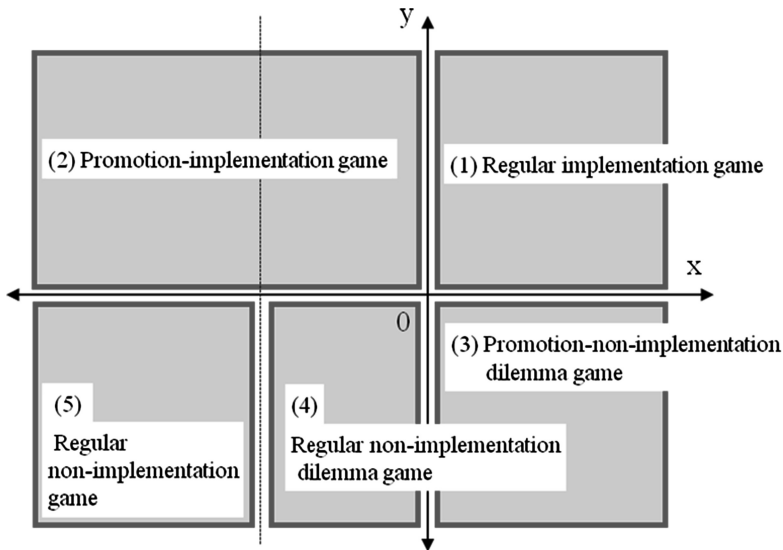 y
(2) Promotion-implementation game
(1) Regular implementation game
x
0
(3) Promotion-non-implementation
dilemma game
(5)
Regular
non-implementation
game
(4)
Regular non-implementation
dilemma game